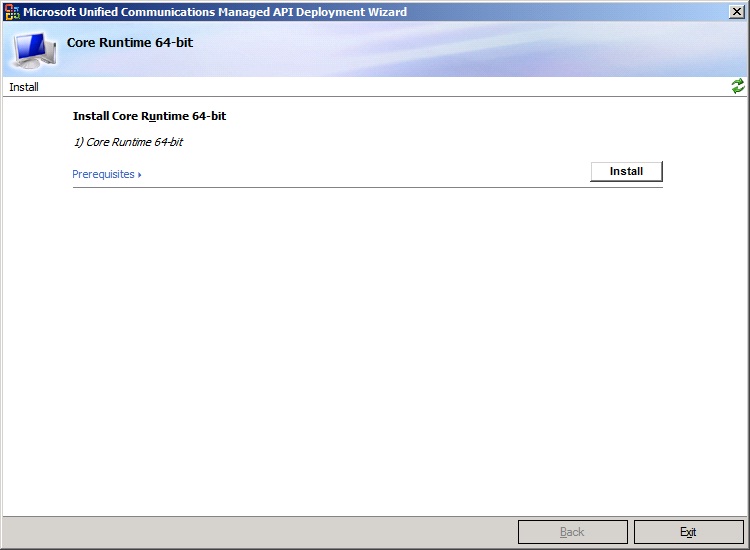 Microsoft Unified Communications Managed API Deployment Wizard
Core Runtime 64-bit
Install
Install Core Runtime 64-bit
1) Core Runtime 64-bit
Prerequisites
Install
Back
Exit